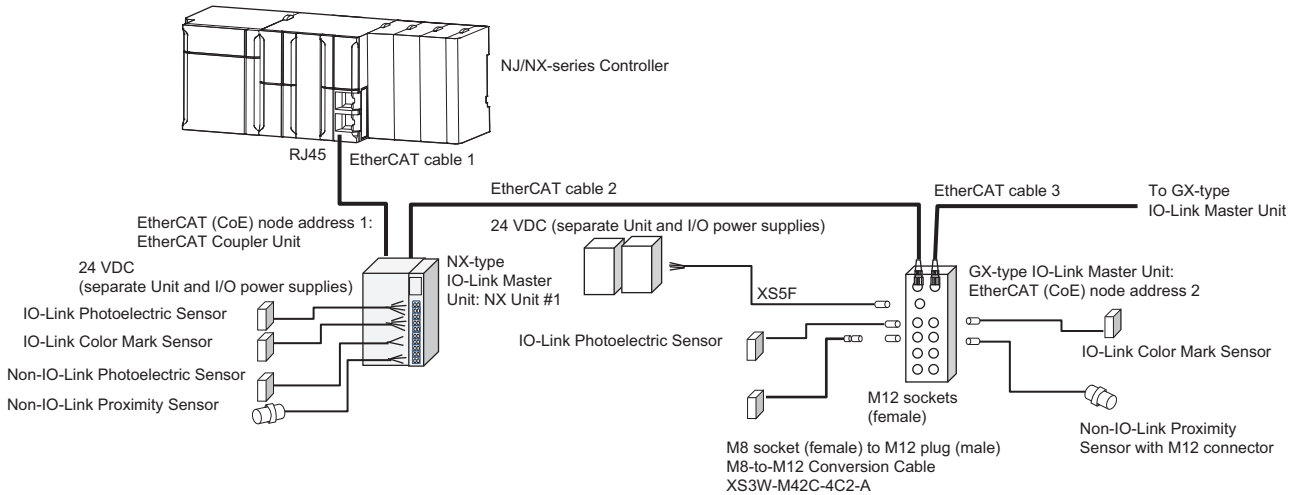 NJ/NX-series Controller
RJ45
EtherCAT cable 1
EtherCAT cable 2
EtherCAT cable 3
To GX-type
IO-Link Master Unit
EtherCAT (CoE) node address 1:
EtherCAT Coupler Unit
24 VDC (separate Unit and I/O power supplies)
24 VDC
(separate Unit and I/O power supplies)
NX-type
IO-Link Master
Unit: NX Unit #1
GX-type IO-Link Master Unit:
EtherCAT (CoE) node address 2
XS5F
IO-Link Photoelectric Sensor
IO-Link Color Mark Sensor
Non-IO-Link Photoelectric Sensor
Non-IO-Link Proximity Sensor
IO-Link Photoelectric Sensor
IO-Link Color Mark Sensor
M12 sockets
(female)
Non-IO-Link Proximity
Sensor with M12 connector
M8 socket (female) to M12 plug (male)
M8-to-M12 Conversion Cable
XS3W-M42C-4C2-A